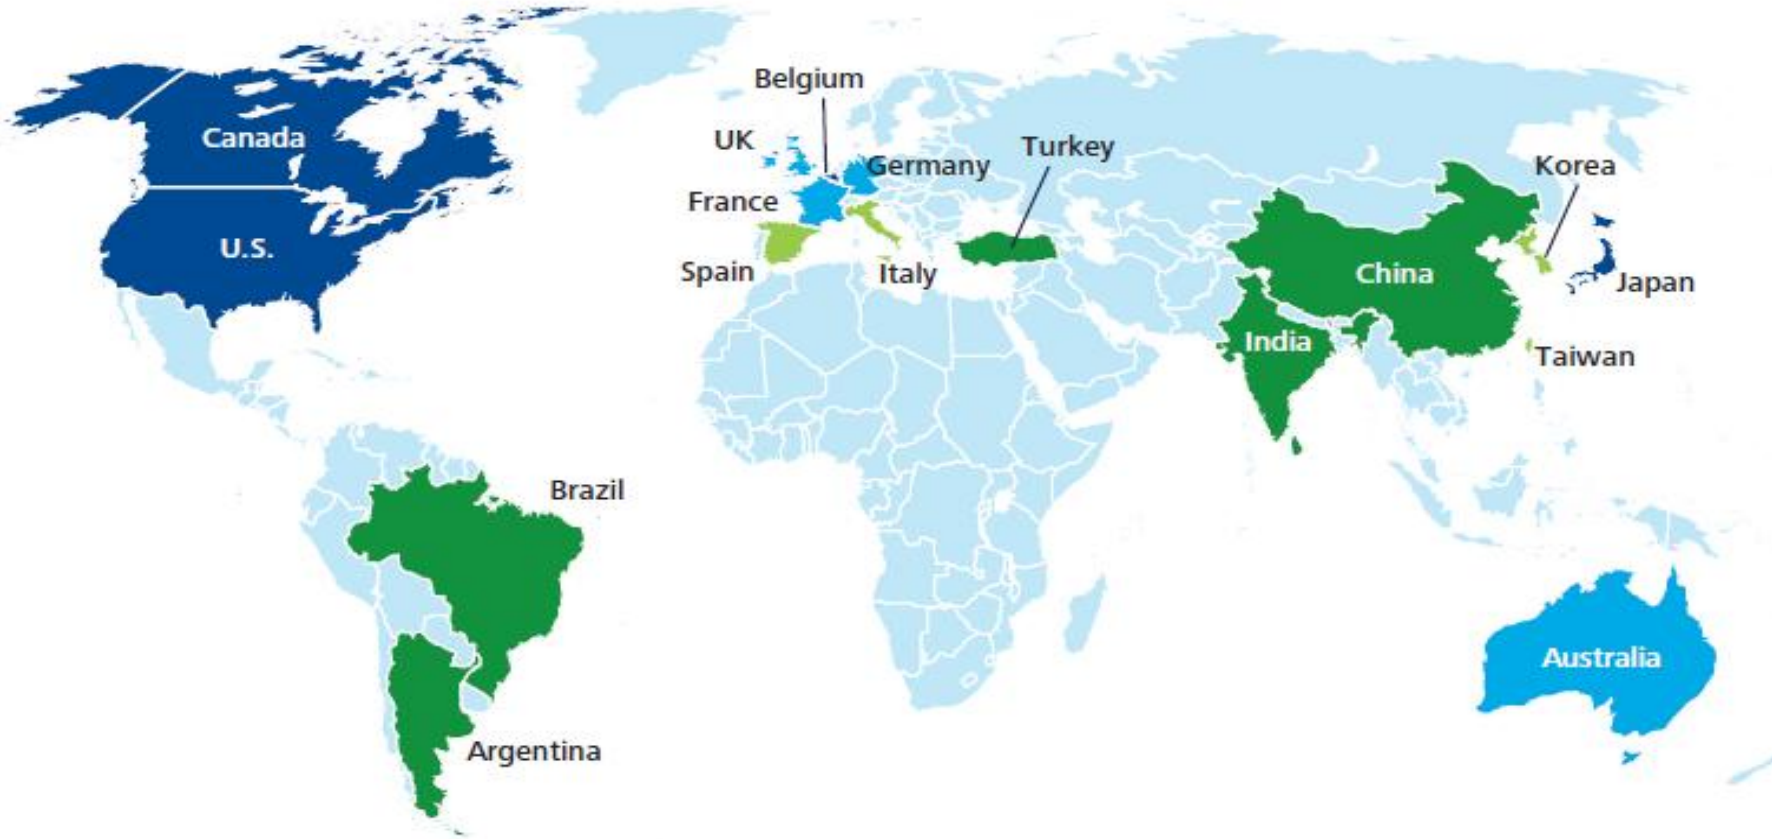 Belgium
UK
Canada
Germany
Turkey
Korea
France
U.S.
Spain
Italy
China
Japan
India
Taiwan
Brazil
Australia
Argentina